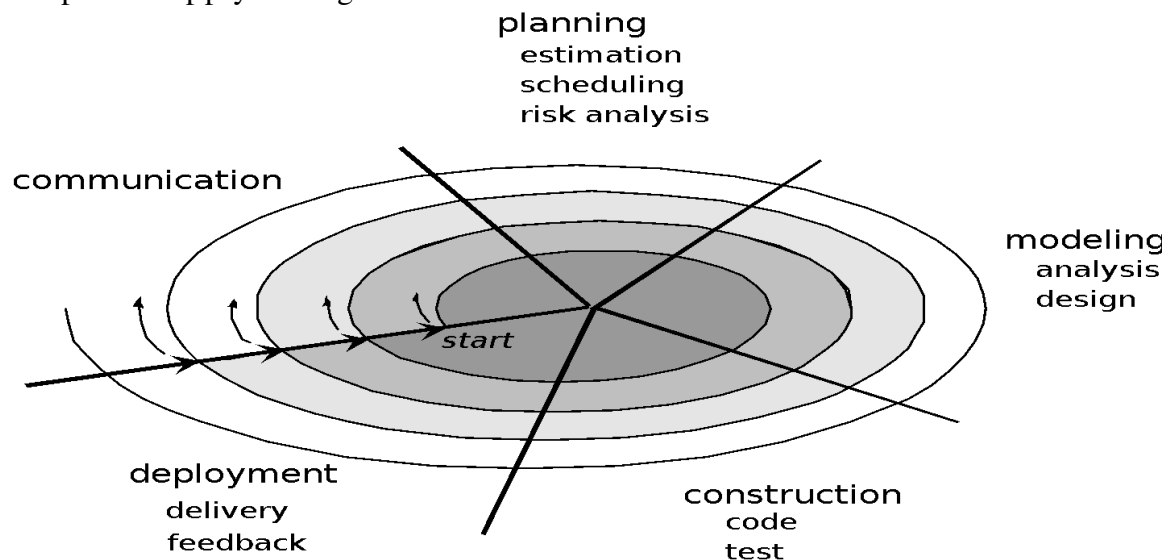 planning
estimation
scheduling
risk analysis
communication
modeling
analysis
design
start
deployment
delivery
feedback
construction
code
test